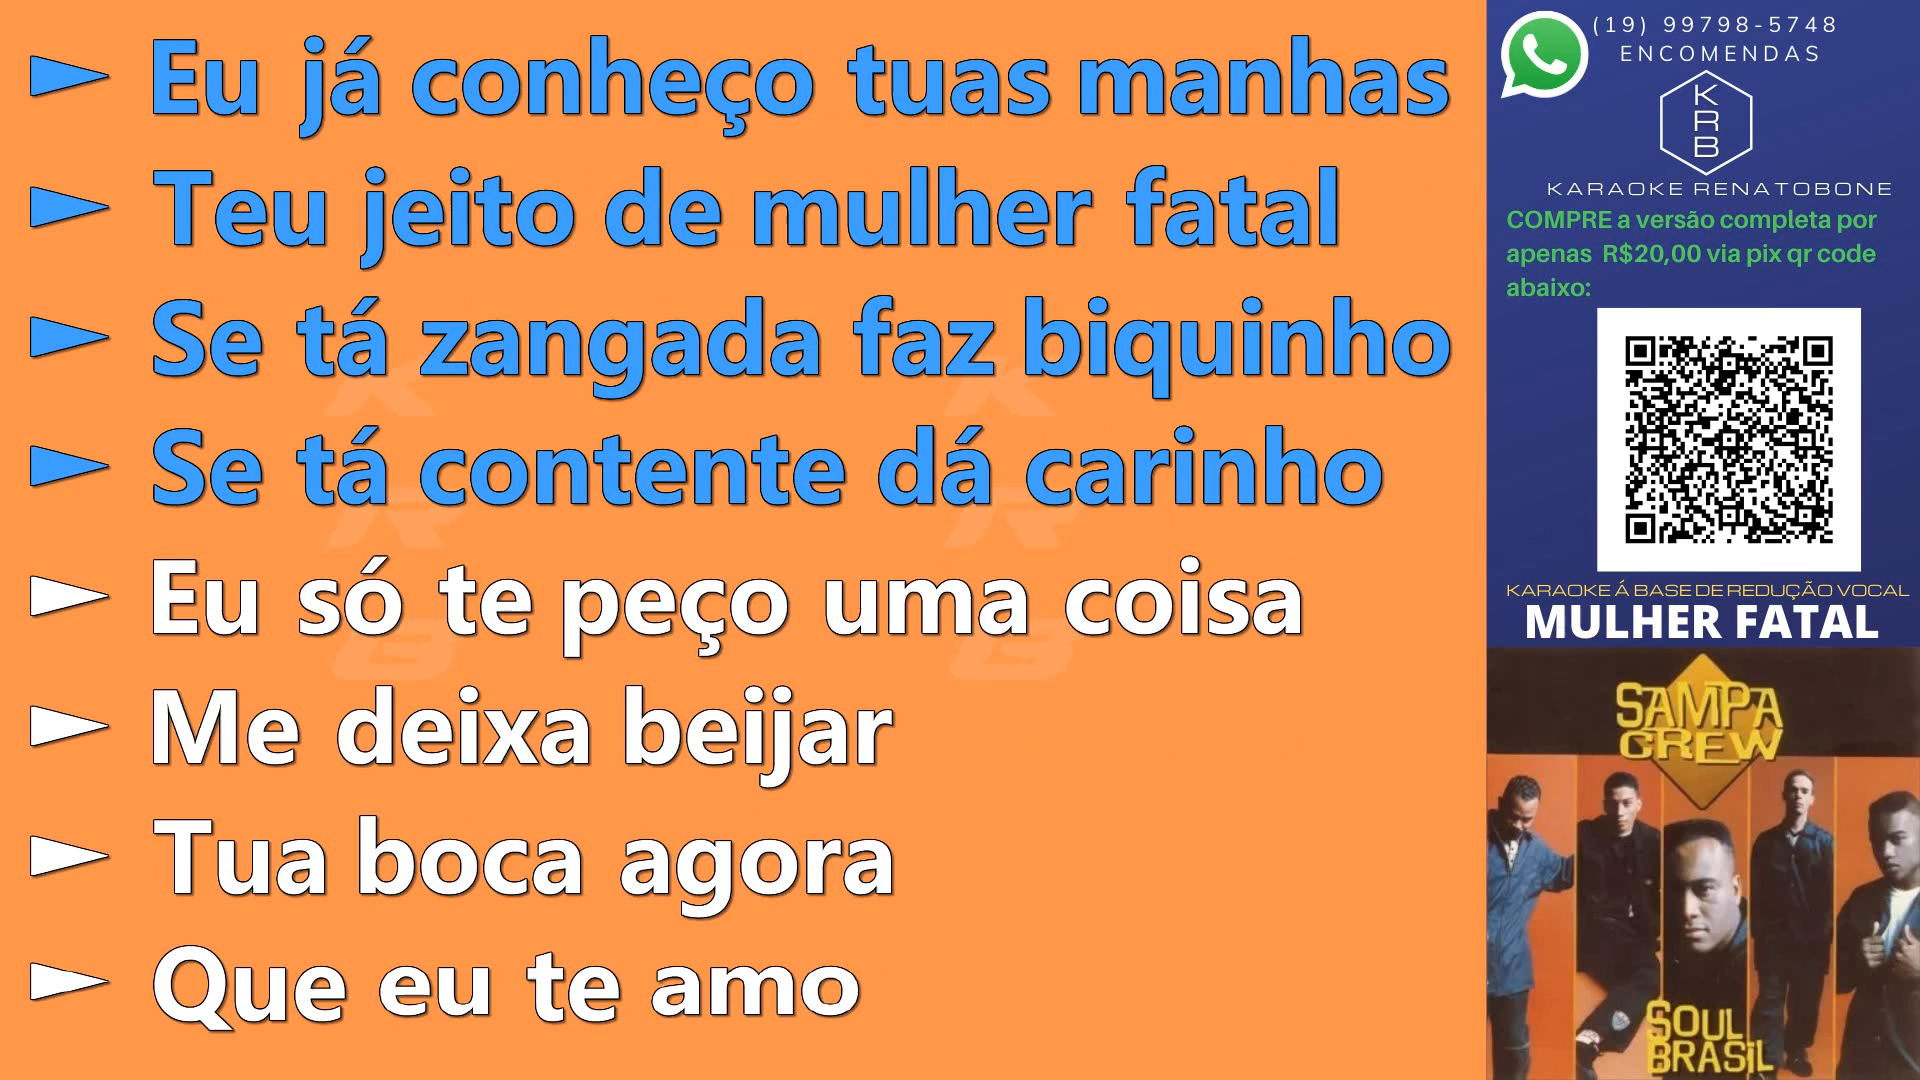 Eu já conheço tuas manhas
Teu jeito de mulher fatal
Se tá zangada faz biquinho
Se tá contente dá carinho
Eu só te peço uma coisa
Me deixa beijar
Tua boca agora
Que eu te amo
(19) 99798-5748
ENCOMENDAS
K
R
B
KARAOKE RENATOBONE
COMPRE a versão completa por
apenas R$20,00 via pix qr code
abaixo:
KARAOKE Á BASE DE REDUÇÃO VOCAL
MULHER FATAL
SAMPA
CREW
SOUL
BRASIL
K
R
B
K
R
B